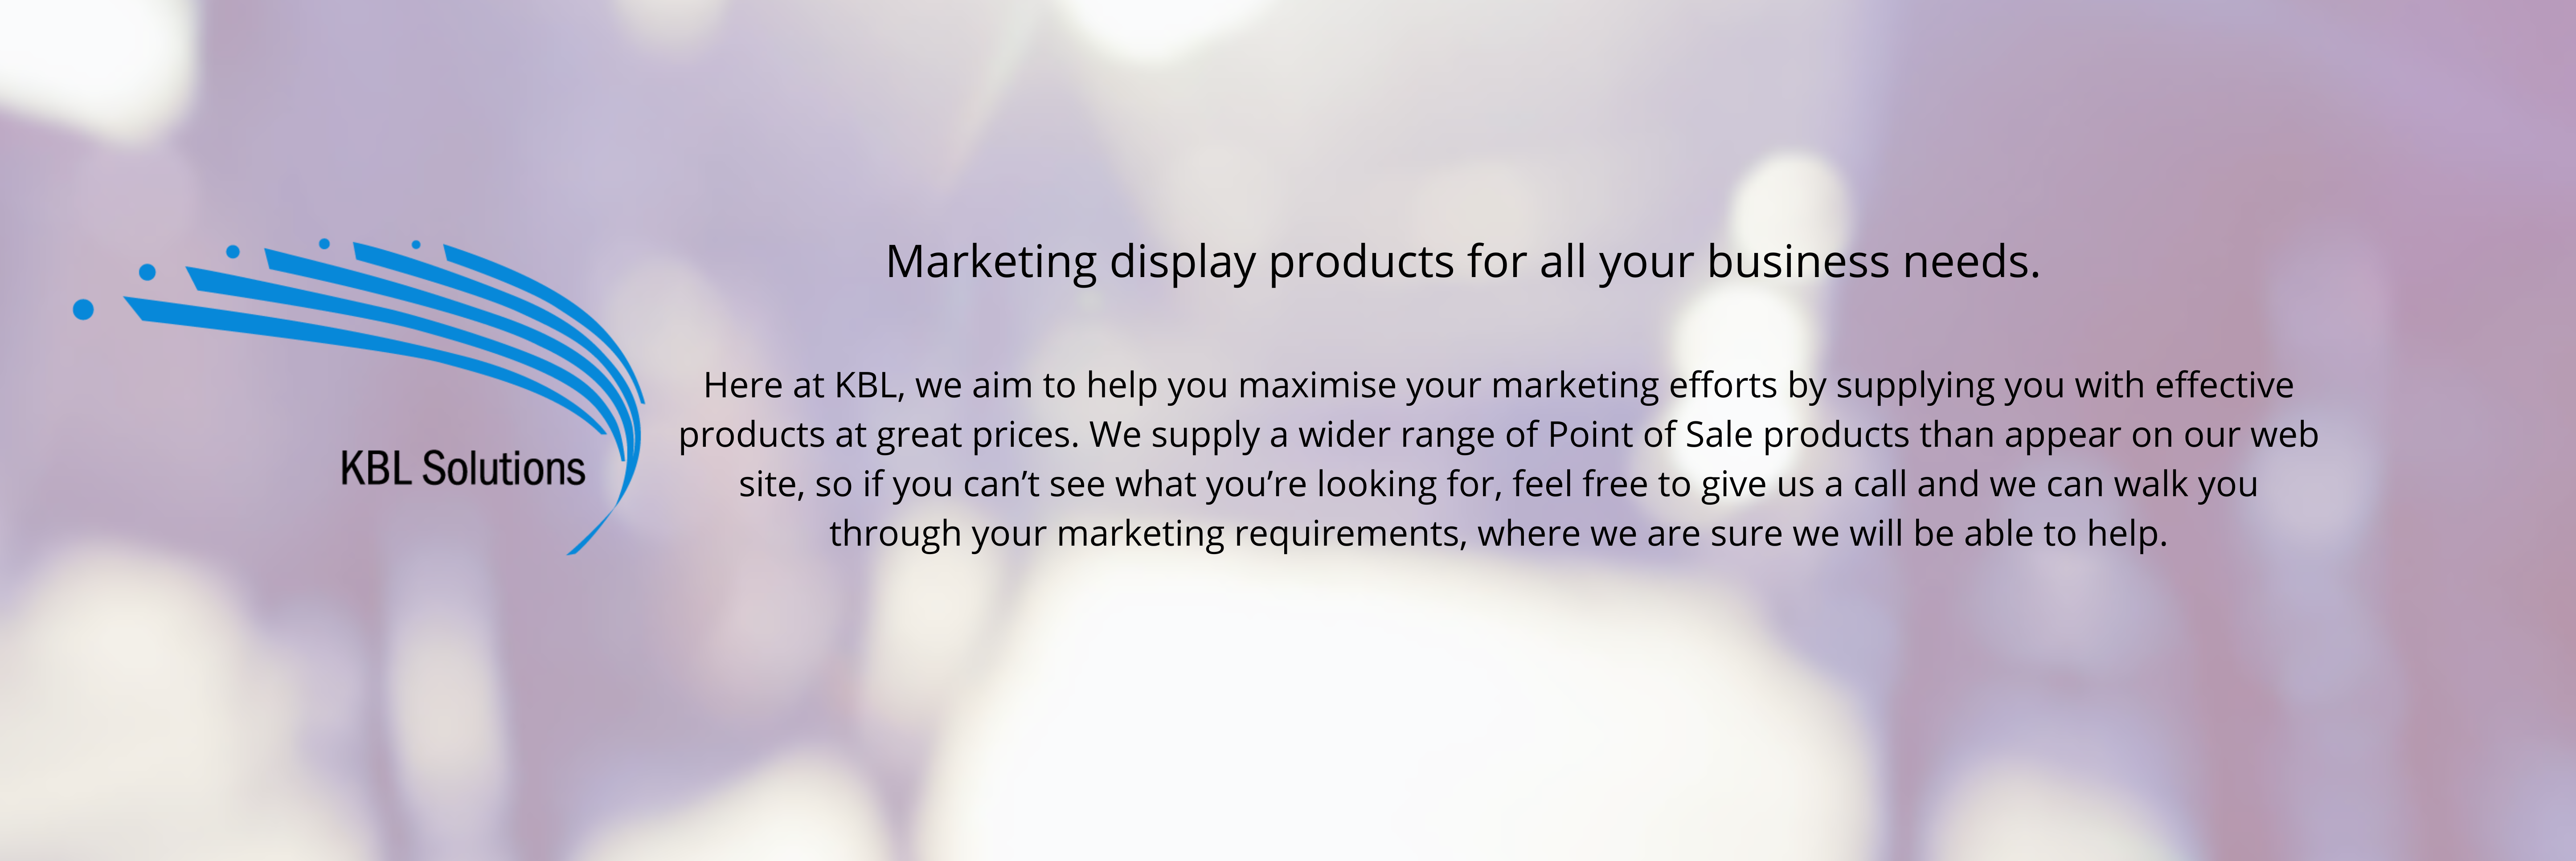 Marketing display products for all your business needs.
KBL Solutions
Here at KBL, we aim to help you maximise your marketing efforts by supplying you with effective
products at great prices. We supply a wider range of Point of Sale products than appear on our web
site, so if you can’t see what you’re looking for, feel free to give us a call and we can walk you
through your marketing requirements, where we are sure we will be able to help.